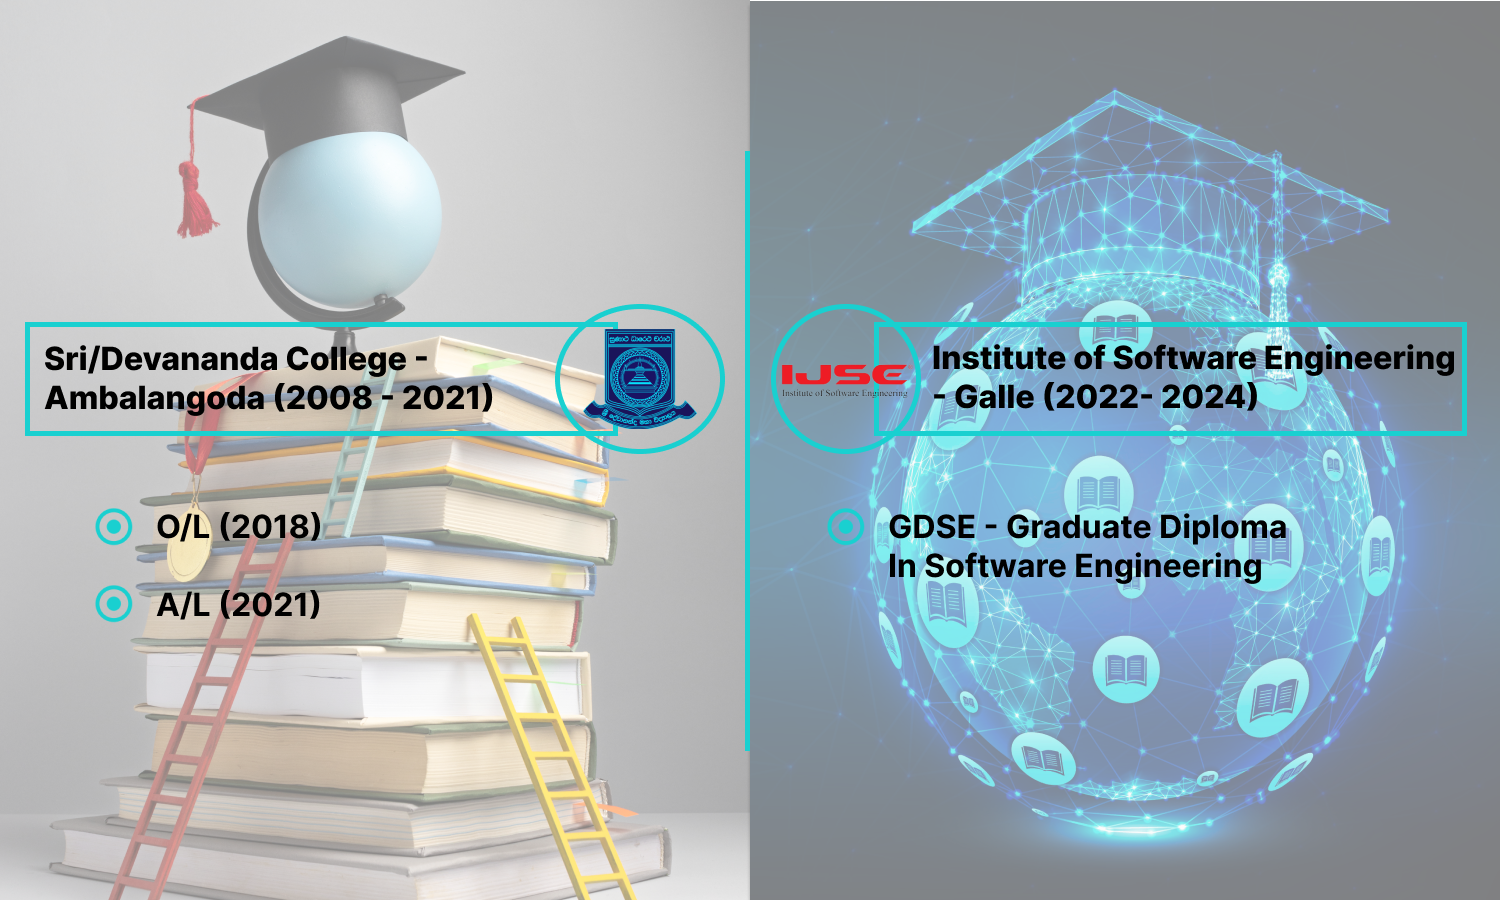 Sri/Devananda College -
Ambalangoda (2008 - 2021)
O/L (2018)
A/L (2021)
IJSE
Institute of Software Engineering
Institute of Software Engineering
- Galle (2022- 2024)
GDSE - Graduate Diploma
In Software Engineering